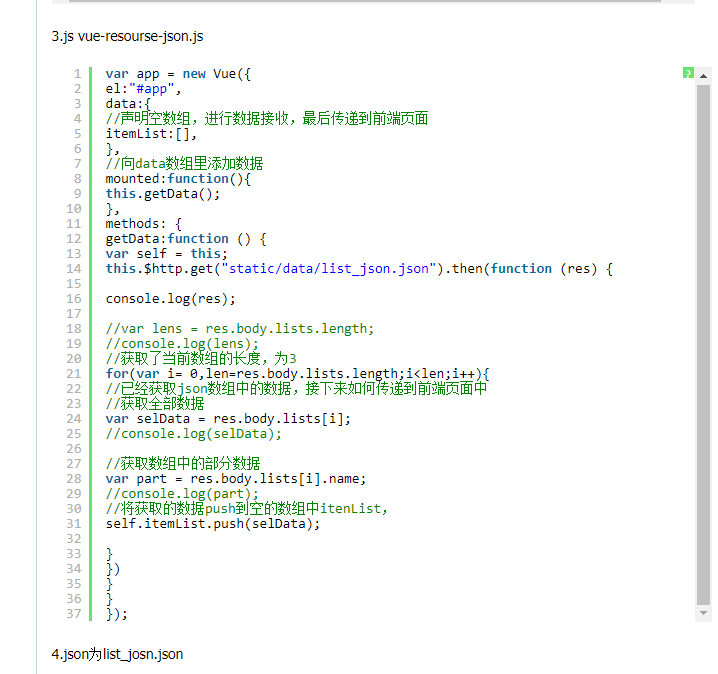 3.js vue-resourse-json.js
1 var app = new Vue({
2 el:"#app",
3 data:{
4 //声明空数组，进行数据接收，最后传递到前端页面
5 itemList:[],
6 },
7 //向data数组里添加数据
8 mounted:function(){
9 this.getData();
10 },
11 methods: {
12 getData:function () {
13 var self = this;
14 this.$http.get("static/data/list_json.json").then(function (res) {
15
16 console.log(res);
17
18 //var lens = res.body.lists.length;
19 //console.log(lens);
20 //获取了当前数组的长度，为3
21 for(var i= 0,len=res.body.lists.length;i<len;i++){
22 //已经获取json数组中的数据，接下来如何传递到前端页面中
23 //获取全部数据
24 var selData = res.body.lists[i];
25 //console.log(selData);
26
27 //获取数组中的部分数据
28 var part = res.body.lists[i].name;
29 //console.log(part);
30 //将获取的数据push到空的数组中itenList，
31 self.itemList.push(selData);
32
33 }
34 })
35 }
36 }
37 });
?
4.json为list_josn.json